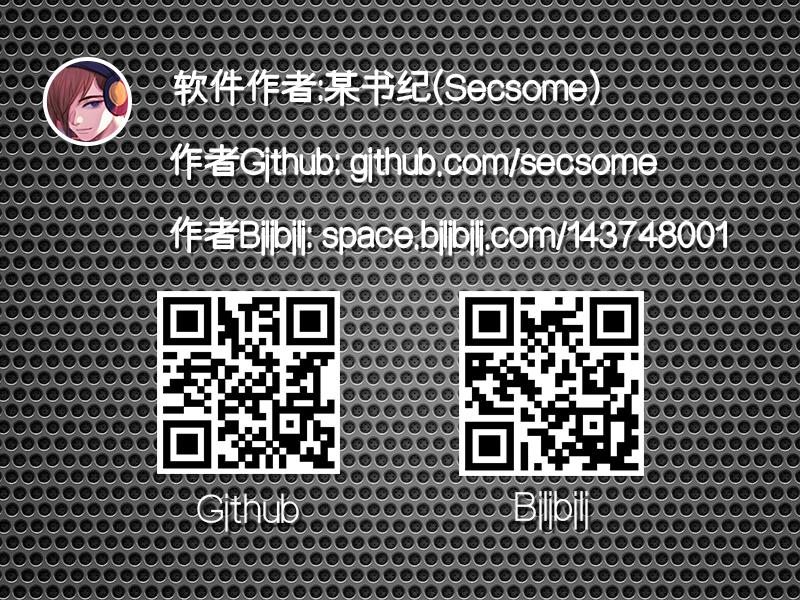 软件作者:某书纪(Secsome)
作者Github: github.com/secsome
作者Bilibili: space.bilibili.com/143748001
Github
Bilibili